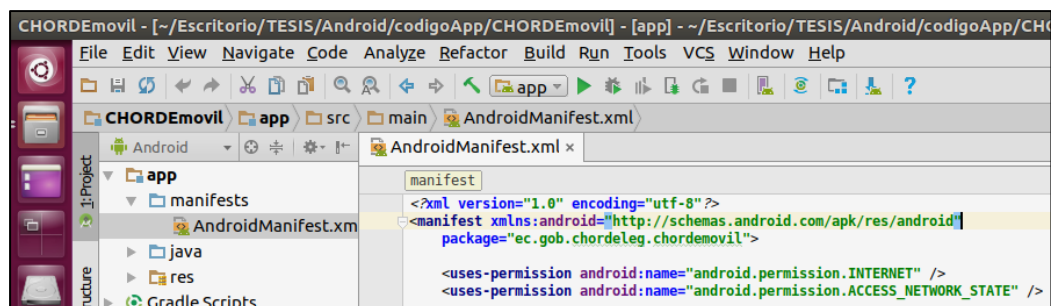 CHORDEmovil - [~/Escritorio/TESIS/Android/codigoApp/CHORDEmovil] - [app] - ~/Escritorio/TESIS/Android/codigoApp/CHO
File Edit View Navigate Code Analyze Refactor Build Run Tools VCS Window Help
app
CHORDEmovil app src main AndroidManifest.xml
Android AndroidManifest.xml ×
1: Project
app
manifests
AndroidManifest.xm
java
res
Gradle Scripts
ucture
manifest
<?xml version="1.0" encoding="utf-8"?>
<manifest xmlns:android="http://schemas.android.com/apk/res/android"
package="ec.gob.chordeleg.chordemovil">
<uses-permission android:name="android.permission.INTERNET" />
<uses-permission android:name="android.permission.ACCESS_NETWORK_STATE" />